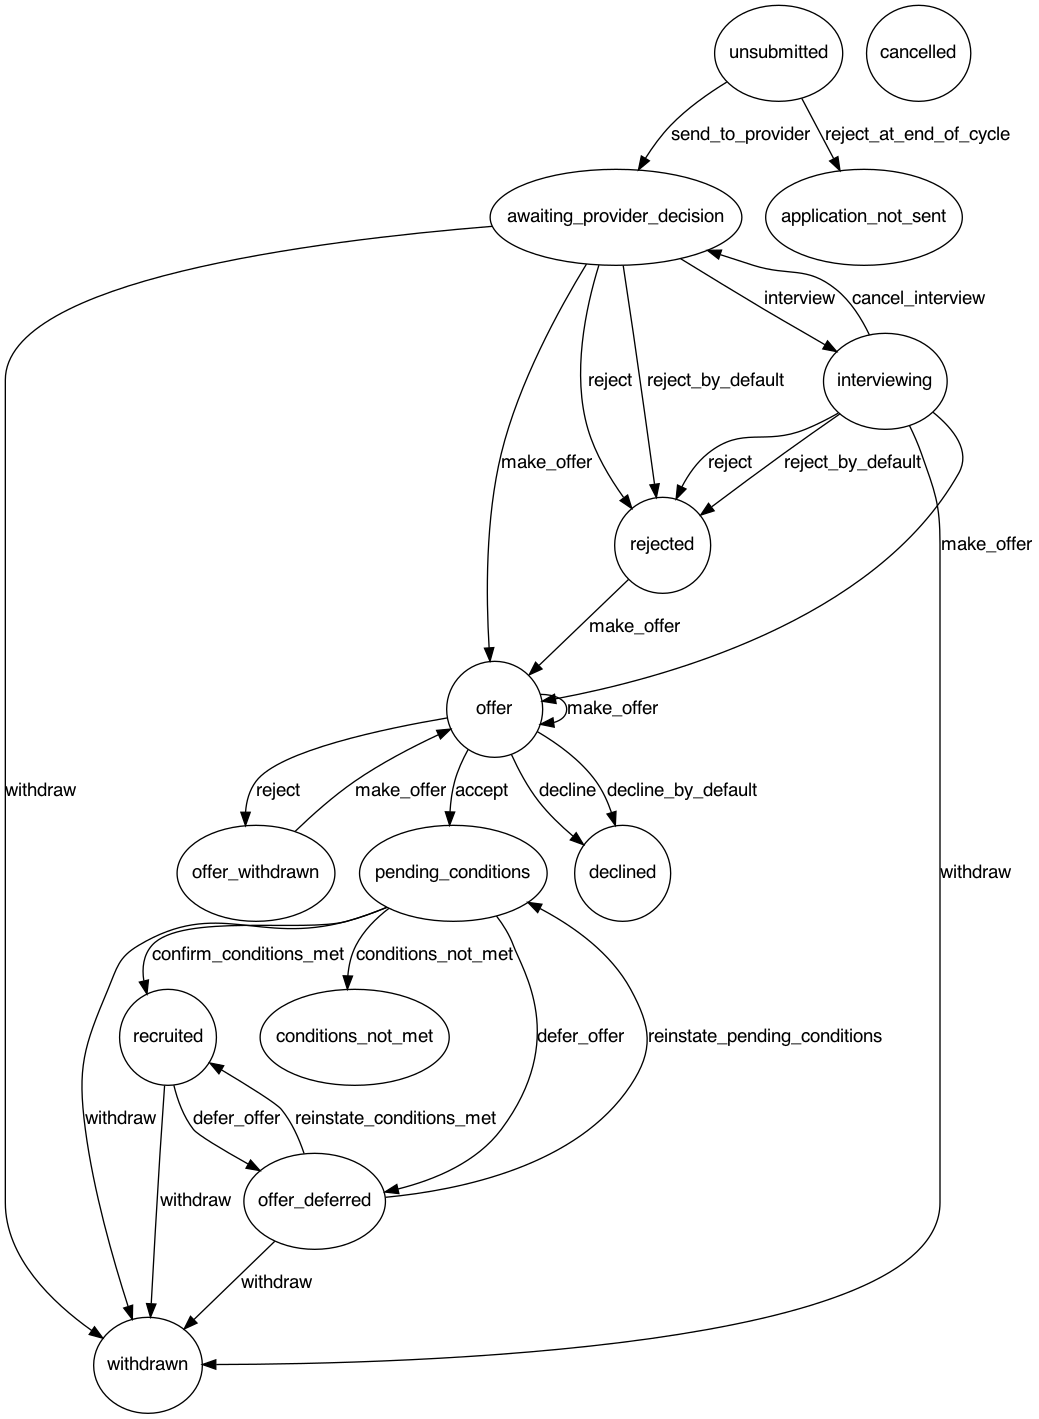 unsubmitted
cancelled
send_to_provider
reject_at_end_of_cycle
awaiting_provider_decision
application_not_sent
interview
cancel_interview
reject
reject_by_default
interviewing
make_offer
reject
reject_by_default
rejected
make_offer
make_offer
offer
make_offer
withdraw
reject
make_offer
accept
decline
decline_by_default
offer_withdrawn
pending_conditions
declined
withdraw
confirm_conditions_met
conditions_not_met
recruited
conditions_not_met
defer_offer
reinstate_pending_conditions
withdraw
defer_offer
reinstate_conditions_met
withdraw
offer_deferred
withdraw
withdrawn